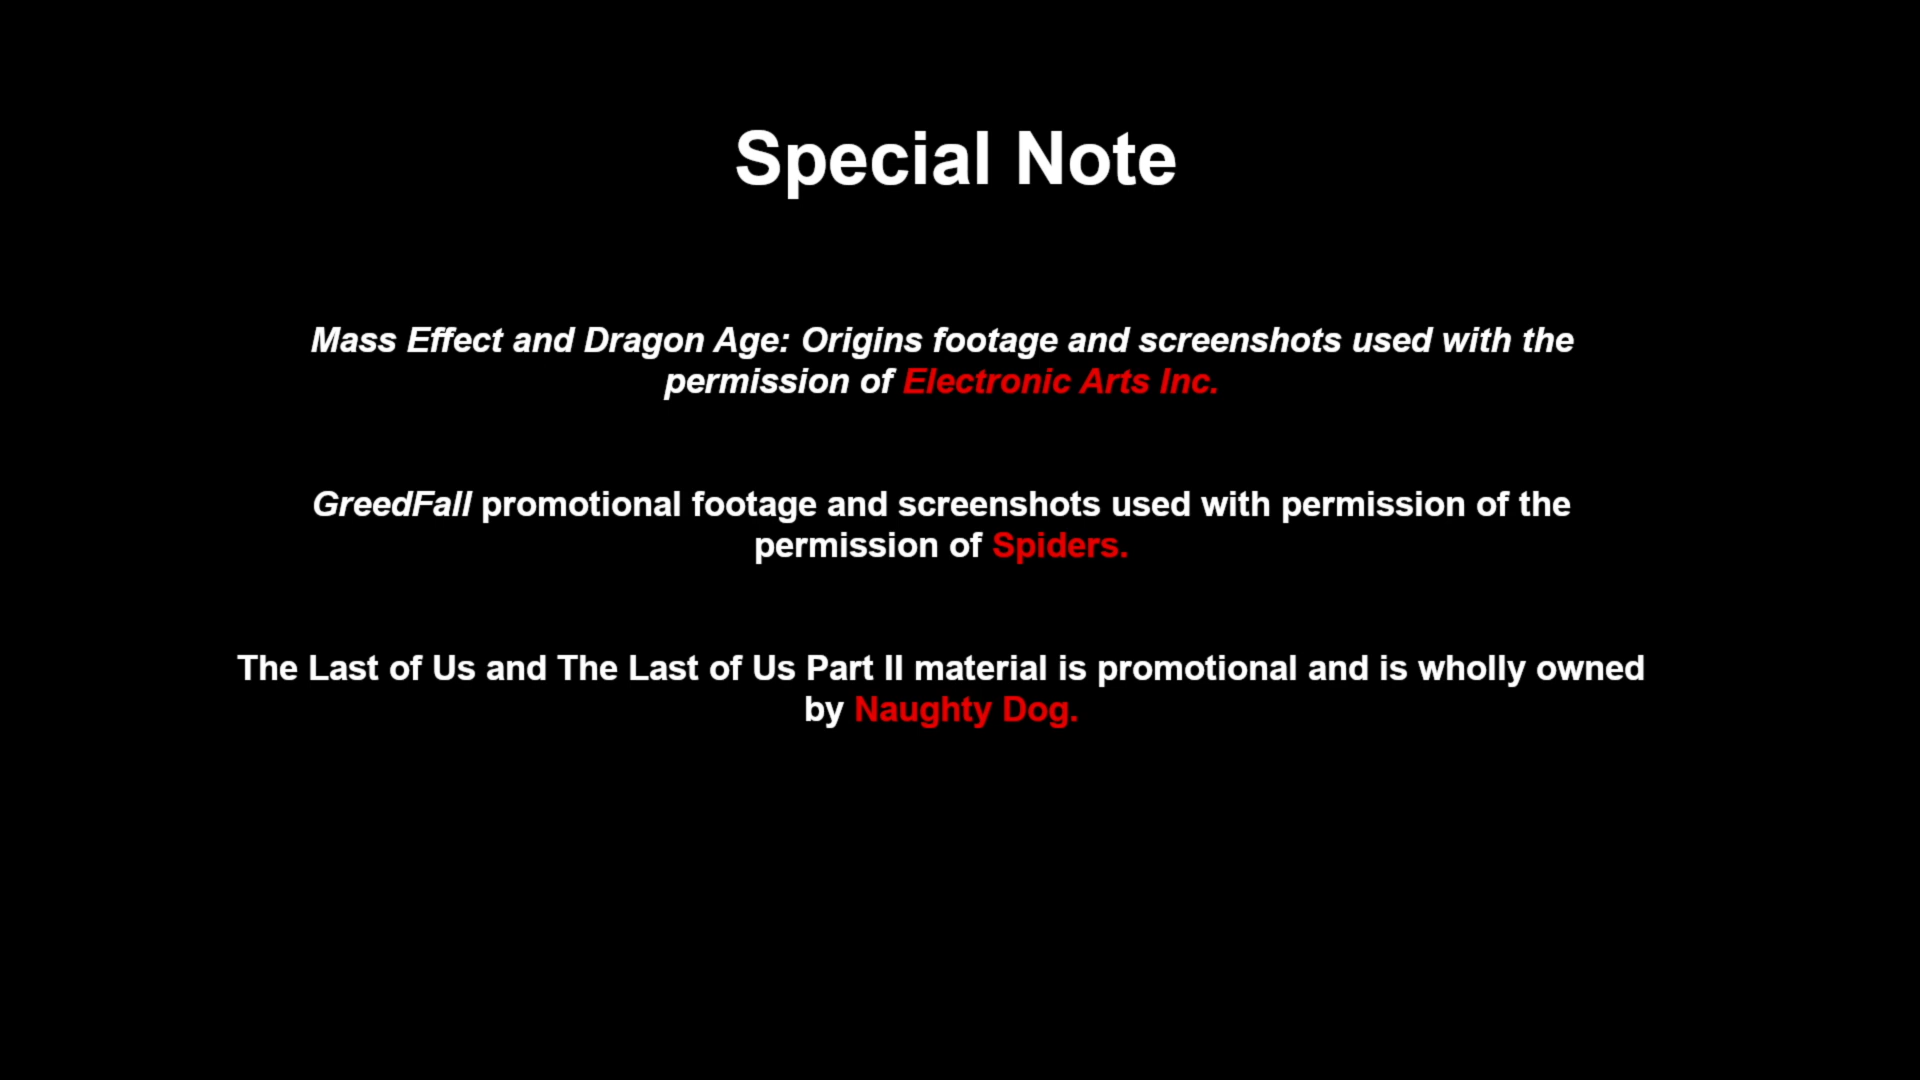 Special Note
Mass Effect and Dragon Age: Origins footage and screenshots used with the
permission of Electronic Arts Inc.
GreedFall promotional footage and screenshots used with permission of the
permission of Spiders.
The Last of Us and The Last of Us Part II material is promotional and is wholly owned
by Naughty Dog.